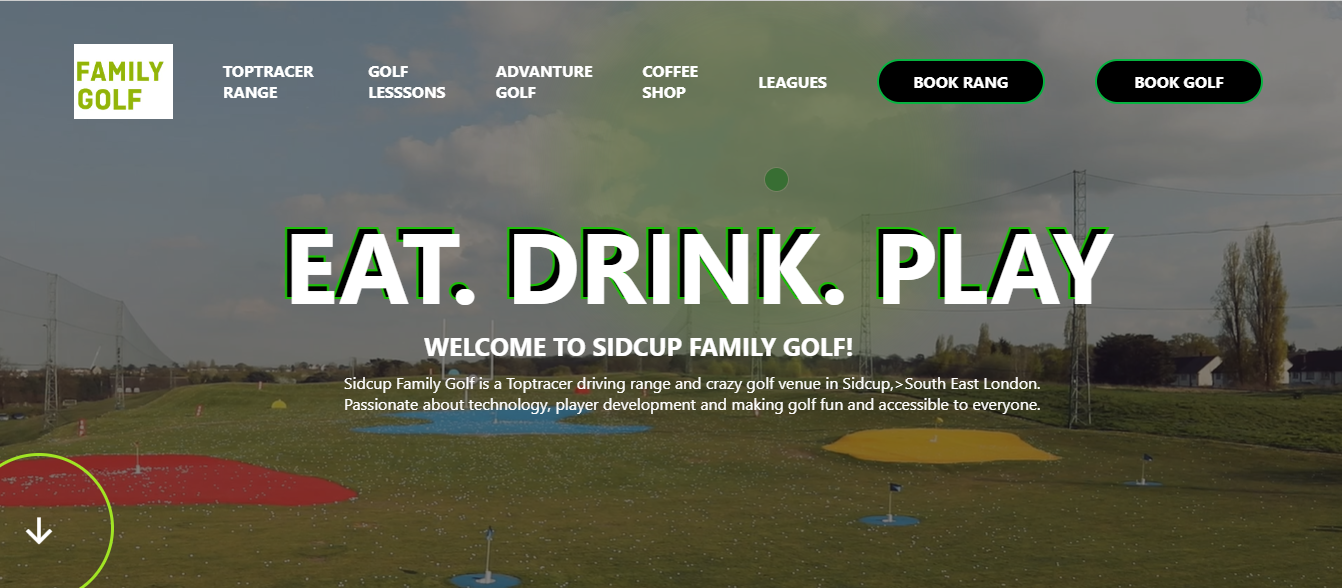 FAMILY
GOLF
TOPTRACER
RANGE
GOLF
LESSSONS
ADVANTURE
GOLF
COFFEE
SHOP
LEAGUES
BOOK RANG
BOOK GOLF
EAT. DRINK. PLAY
WELCOME TO SIDCUP FAMILY GOLF!
Sidcup Family Golf is a Toptracer driving range and crazy golf venue in Sidcup,>South East London.
Passionate about technology, player development and making golf fun and accessible to everyone.